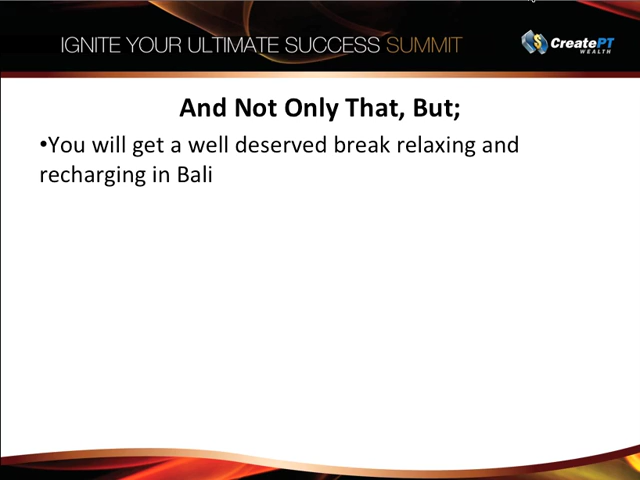 IGNITE YOUR ULTIMATE SUCCESS SUMMIT
$ CreatePT
WEALTH
And Not Only That, But;
•You will get a well deserved break relaxing and
recharging in Bali